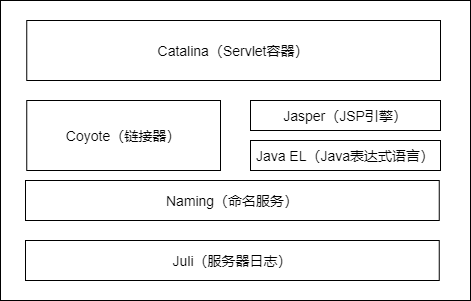 Catalina（Servlet容器）
Coyote（链接器）
Jasper（JSP引擎）
Java EL（Java表达式语言）
Naming（命名服务）
Juli（服务器日志）